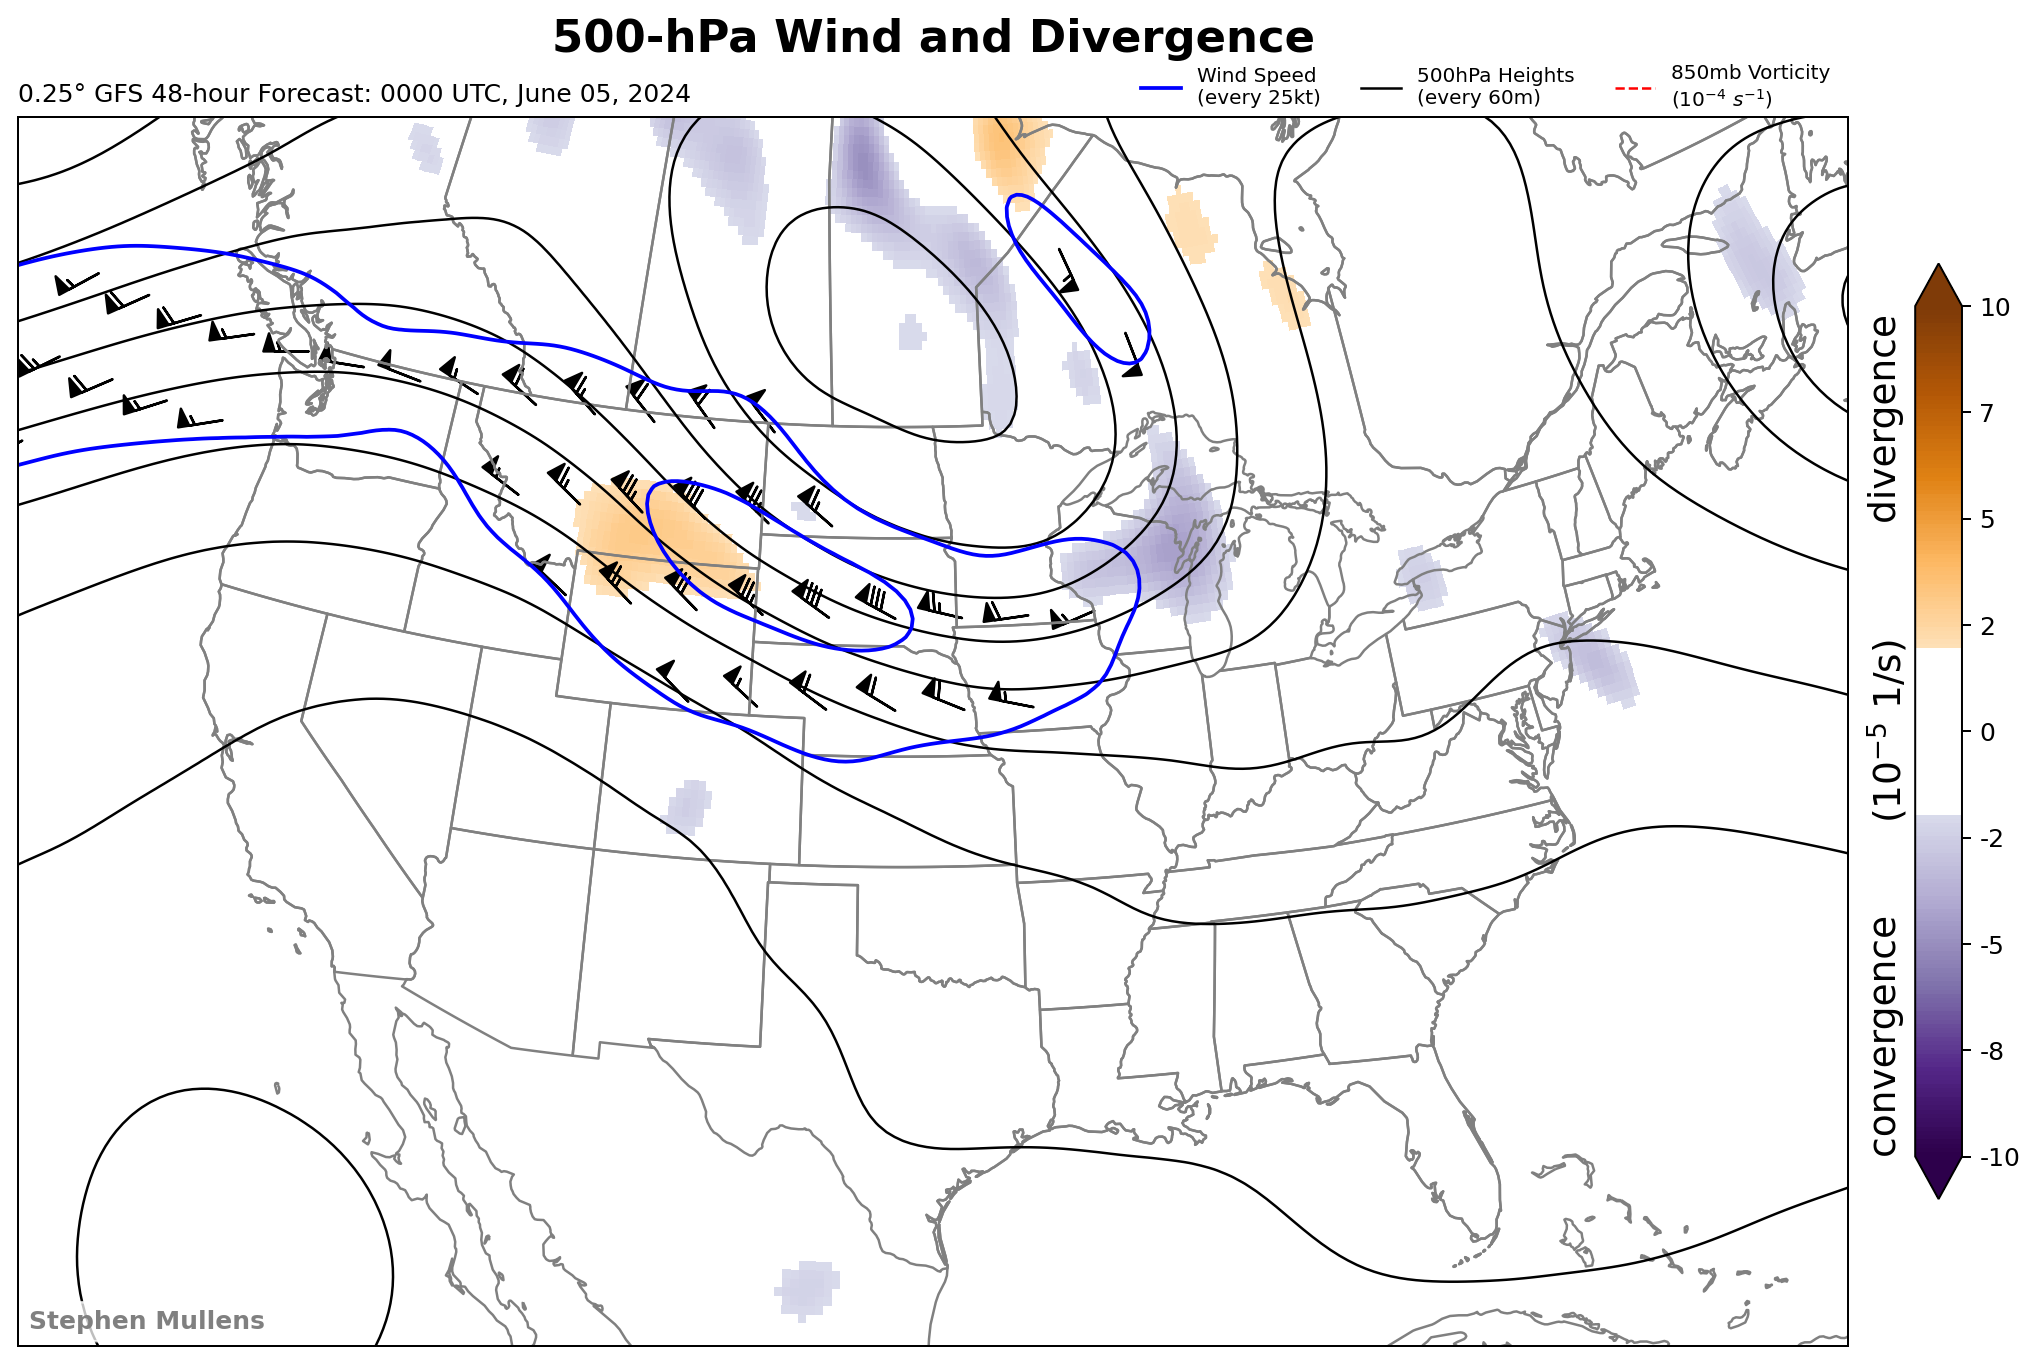 500-hPa Wind and Divergence
0.25° GFS 48-hour Forecast: 0000 UTC, June 05, 2024
Wind Speed
(every 25kt)
500hPa Heights
(every 60m)
850mb Vorticity
(10⁻⁴ s⁻¹)
10
7
5
2
0
-2
-5
-8
-10
convergence (10⁻⁵ 1/s) divergence
Stephen Mullens